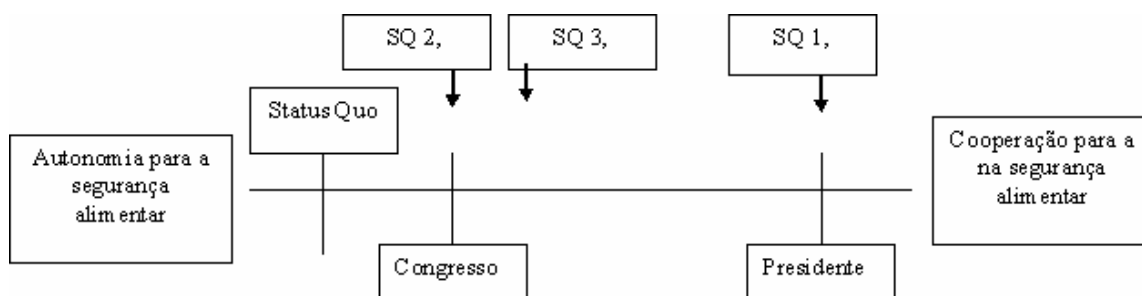 SQ 2,
SQ 3,
SQ 1,
Status Quo
Autonomia para a
segurança
alimentar
Cooperação para a
na segurança
alimentar
Congresso
Presidente